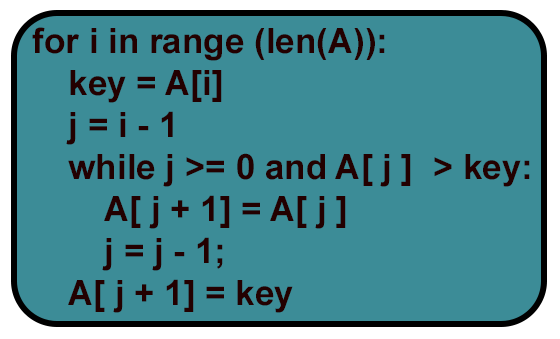 for i in range (len(A)):
    key = A[i]
    j = i - 1
    while j >= 0 and A[ j ]  > key:
        A[ j + 1] = A[ j ]
        j = j - 1;
    A[ j + 1] = key